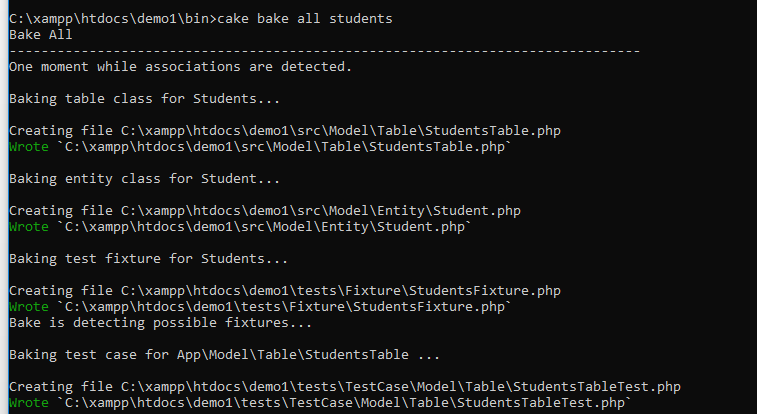 C:\xampp\htdocs\demo1\bin>cake bake all students
Bake All
-------------------------------------------------------------------------------
One moment while associations are detected.
Baking table class for Students...
Creating file C:\xampp\htdocs\demo1\src\Model\Table\StudentsTable.php
Wrote `C:\xampp\htdocs\demo1\src\Model\Table\StudentsTable.php`
Baking entity class for Student...
Creating file C:\xampp\htdocs\demo1\src\Model\Entity\Student.php
Wrote `C:\xampp\htdocs\demo1\src\Model\Entity\Student.php`
Baking test fixture for Students...
Creating file C:\xampp\htdocs\demo1\tests\Fixture\StudentsFixture.php
Wrote `C:\xampp\htdocs\demo1\tests\Fixture\StudentsFixture.php`
Bake is detecting possible fixtures...
Baking test case for App\Model\Table\StudentsTable ...
Creating file C:\xampp\htdocs\demo1\tests\TestCase\Model\Table\StudentsTableTest.php
Wrote `C:\xampp\htdocs\demo1\tests\TestCase\Model\Table\StudentsTableTest.php`